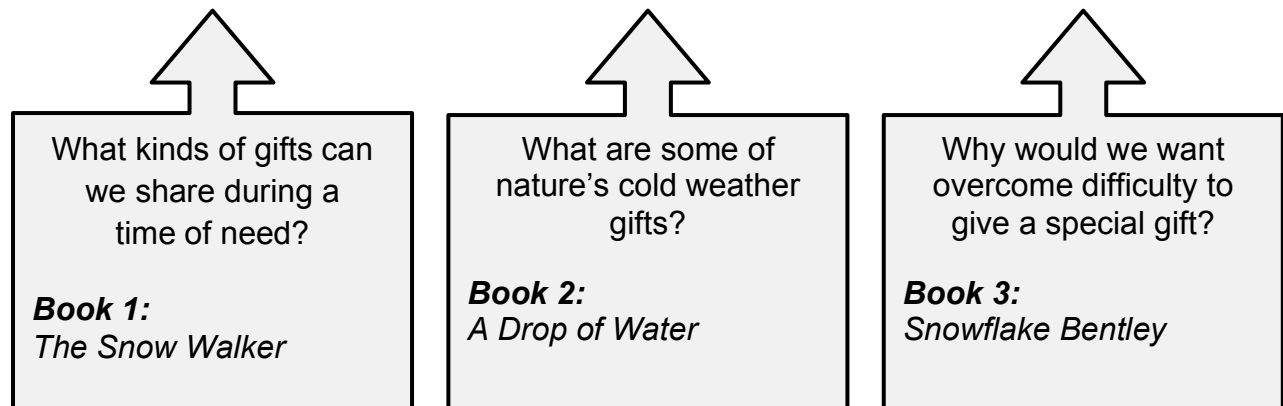 What kinds of gifts can
we share during a
time of need?
Book 1:
The Snow Walker
What are some of
nature’s cold weather
gifts?
Book 2:
A Drop of Water
Why would we want
overcome difficulty to
give a special gift?
Book 3:
Snowflake Bentley